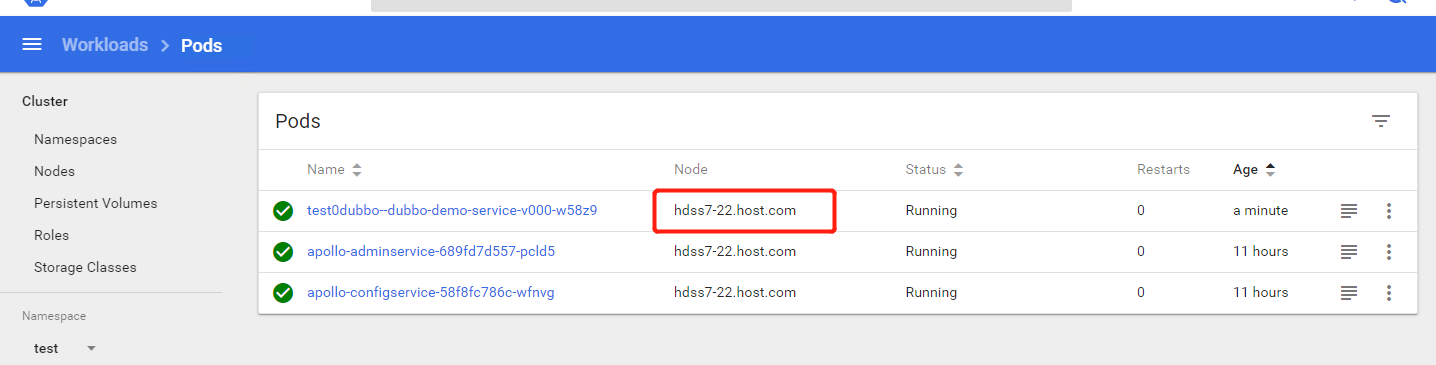 Workloads > Pods
Cluster
Namespaces
Nodes
Persistent Volumes
Roles
Storage Classes
Namespace
test
Pods
Name Node Status Restarts Age
test0dubbo--dubbo-demo-service-v000-w58z9 hdss7-22.host.com Running 0 a minute
apollo-adminservice-689fd7d557-pcld5 hdss7-22.host.com Running 0 11 hours
apollo-configservice-58f8fc786c-wfnvg hdss7-22.host.com Running 0 11 hours